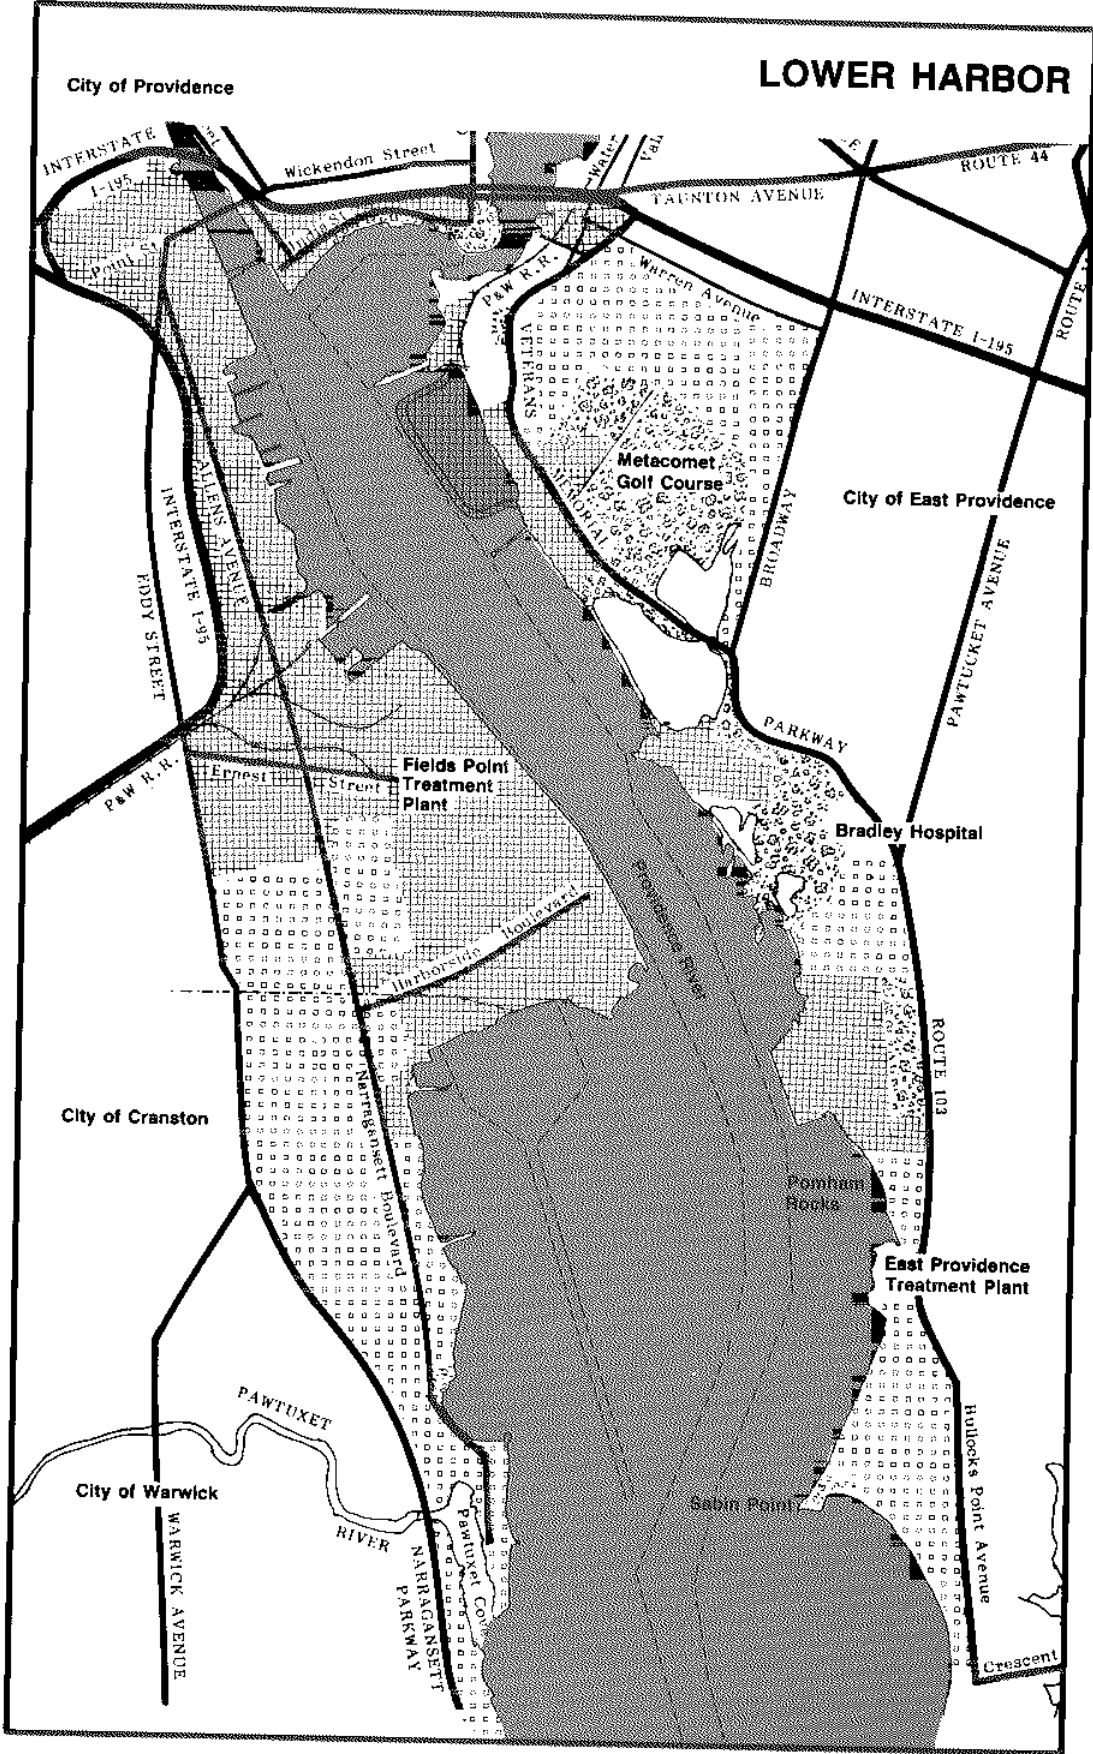 LOWER HARBOR
City of Providence
INTERSTATE
I-195
Wickendon Street
Water
TAUNTON AVENUE
ROUTE 44
Point St
P&W R.R.
Warren Avenue
INTERSTATE I-195
ROUTE
VETERANS
MEMORIAL
PARKWAY
Metacomet
Golf Course
City of East Providence
BROADWAY
PAWTUCKET AVENUE
ALLENS AVENUE
INTERSTATE I-95
EDDY STREET
P&W R.R.
Ernest Street
Fields Point
Treatment
Plant
Bradley Hospital
Providence River
Harborside Boulevard
City of Cranston
Narragansett Boulevard
ROUTE 103
Pomham
Rocks
East Providence
Treatment Plant
PAWTUXET
RIVER
City of Warwick
WARWICK AVENUE
NARRAGANSETT
PARKWAY
Pawtuxet Cove
Sabin Point
Bullocks Point Avenue
Crescent